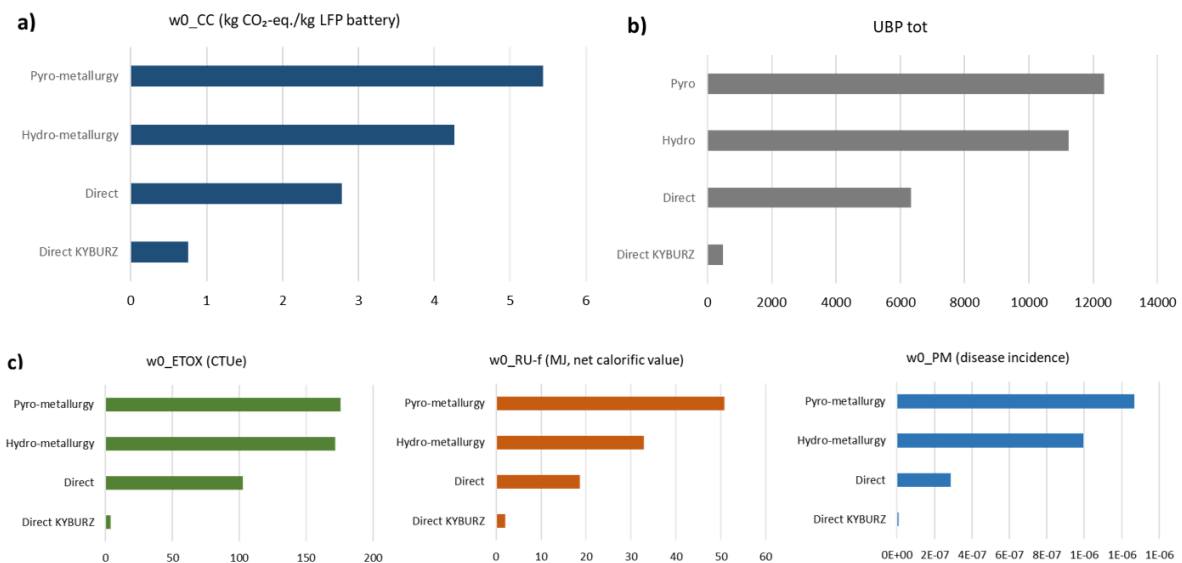 a)
w0_CC (kg CO₂-eq./kg LFP battery)
Pyro-metallurgy
Hydro-metallurgy
Direct
Direct KYBURZ
0 1 2 3 4 5 6
b)
UBP tot
Pyro
Hydro
Direct
Direct KYBURZ
0 2000 4000 6000 8000 10000 12000 14000
c)
w0_ETOX (CTUe)
0 50 100 150 200
Pyro-metallurgy
Hydro-metallurgy
Direct
Direct KYBURZ
0 50 100 150 200
w0_RU-f (MJ, net calorific value)
Pyro-metallurgy
Hydro-metallurgy
Direct
Direct KYBURZ
0 10 20 30 40 50 60
w0_PM (disease incidence)
Pyro-metallurgy
Hydro-metallurgy
Direct
Direct KYBURZ
0E+00 2E-07 4E-07 6E-07 8E-07 1E-06 1E-06 1E-06